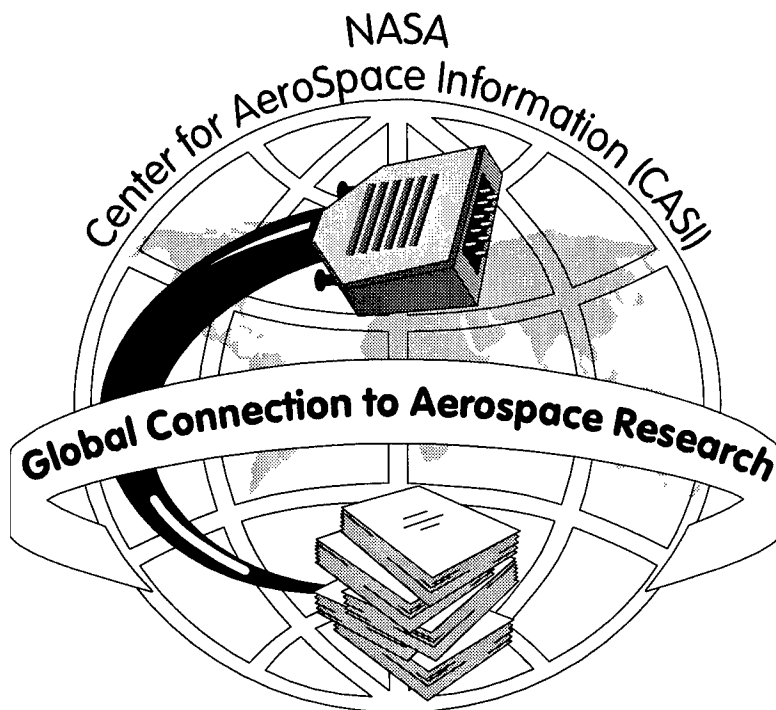 NASA
Center for AeroSpace Information (CASI)
Global Connection to Aerospace Research